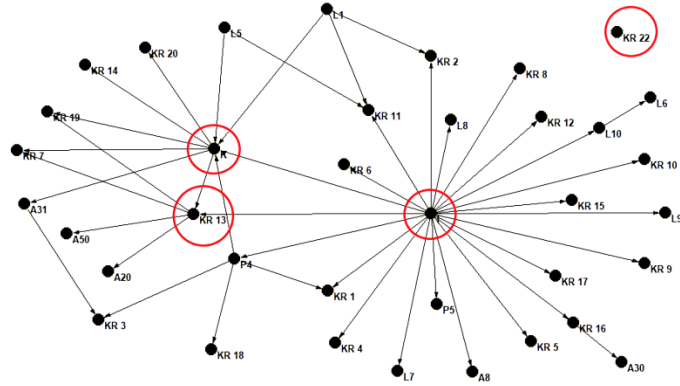 L1
L5
KR 22
KR 20
KR 2
KR 14
KR 8
L6
KR 19
KR 11
L8
KR 12
L10
KR 7
K
KR 6
KR 10
A31
KR 13
KR 15
L9
A50
P4
A20
KR 17
KR 9
KR 1
P5
KR 3
KR 16
KR 18
KR 4
KR 5
A30
L7
A8